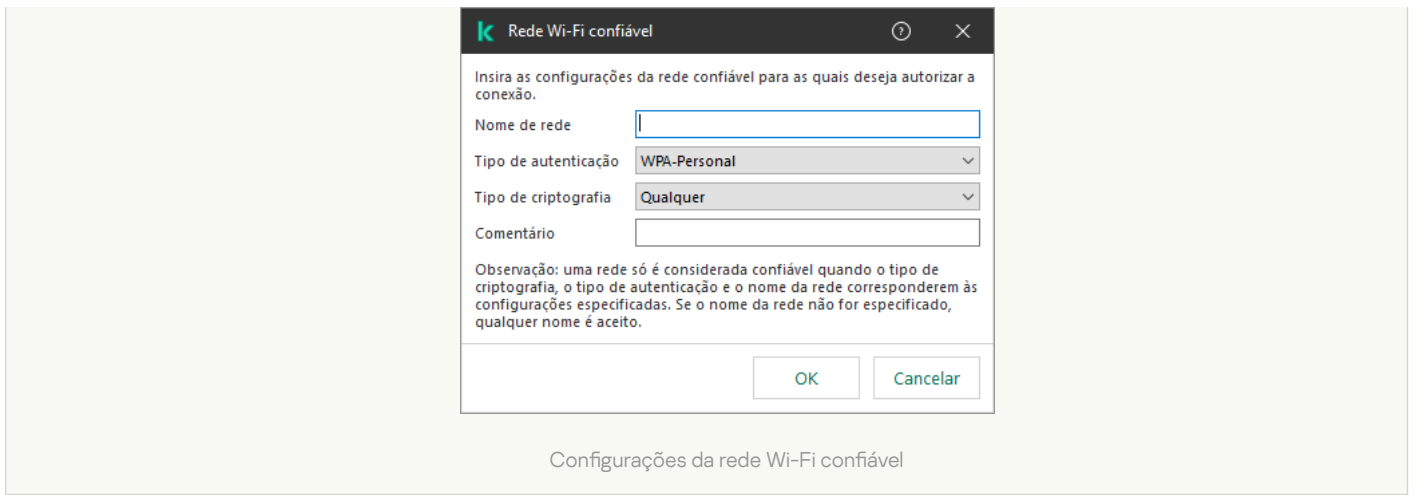 Rede Wi-Fi confiável
Insira as configurações da rede confiável para as quais deseja autorizar a
conexão.
Nome de rede
Tipo de autenticação WPA-Personal
Tipo de criptografia Qualquer
Comentário
Observação: uma rede só é considerada confiável quando o tipo de
criptografia, o tipo de autenticação e o nome da rede corresponderem às
configurações especificadas. Se o nome da rede não for especificado,
qualquer nome é aceito.
OK Cancelar
Configurações da rede Wi-Fi confiável